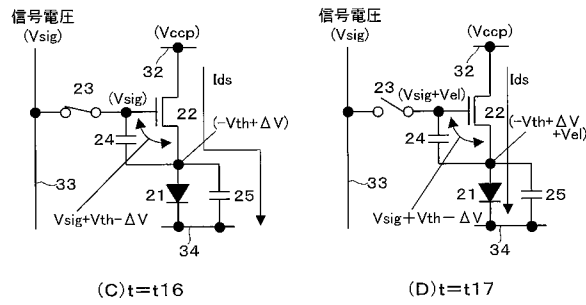 信号電圧
(Vsig)
(Vccp)
32
Ids
23
(Vsig)
22
24
(−Vth+ΔV)
21
25
33
Vsig+Vth−ΔV
34
(C)t=t16
信号電圧
(Vsig)
(Vccp)
32
Ids
23
(Vsig+Vel)
22
24
(−Vth+ΔV
+Vel)
21
25
33
Vsig+Vth−ΔV
34
(D)t=t17